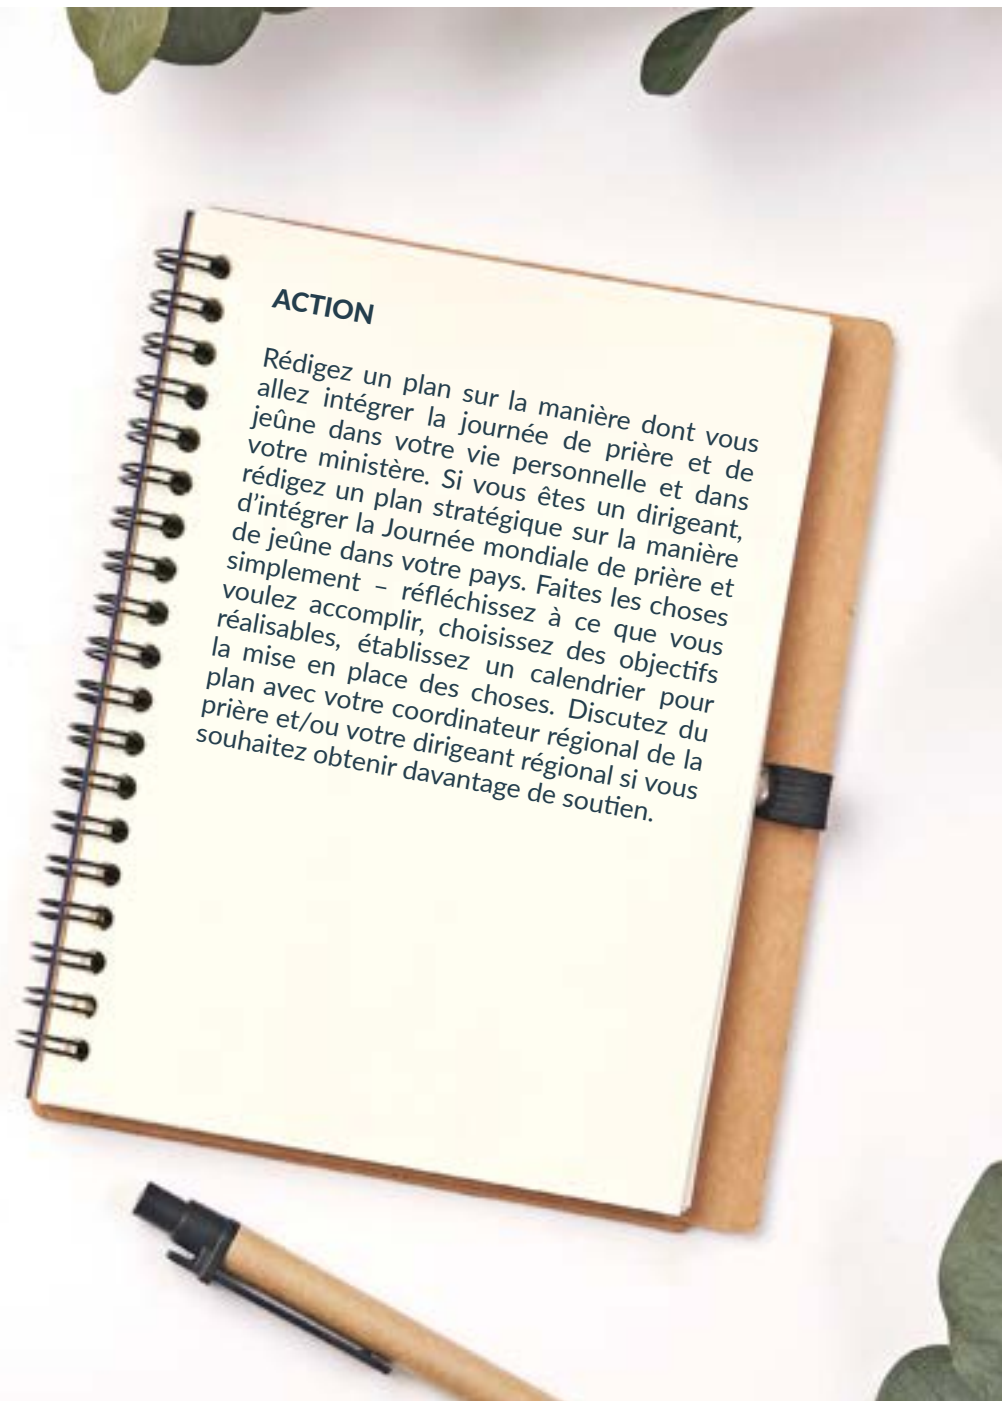 ACTION
Rédigez un plan sur la manière dont vous
allez intégrer la journée de prière et de
jeûne dans votre vie personnelle et dans
votre ministère. Si vous êtes un dirigeant,
rédigez un plan stratégique sur la manière
d’intégrer la Journée mondiale de prière et
de jeûne dans votre pays. Faites les choses
simplement – réfléchissez à ce que vous
voulez accomplir, choisissez des objectifs
réalisables, établissez un calendrier pour
la mise en place des choses. Discutez du
plan avec votre coordinateur régional de la
prière et/ou votre dirigeant régional si vous
souhaitez obtenir davantage de soutien.